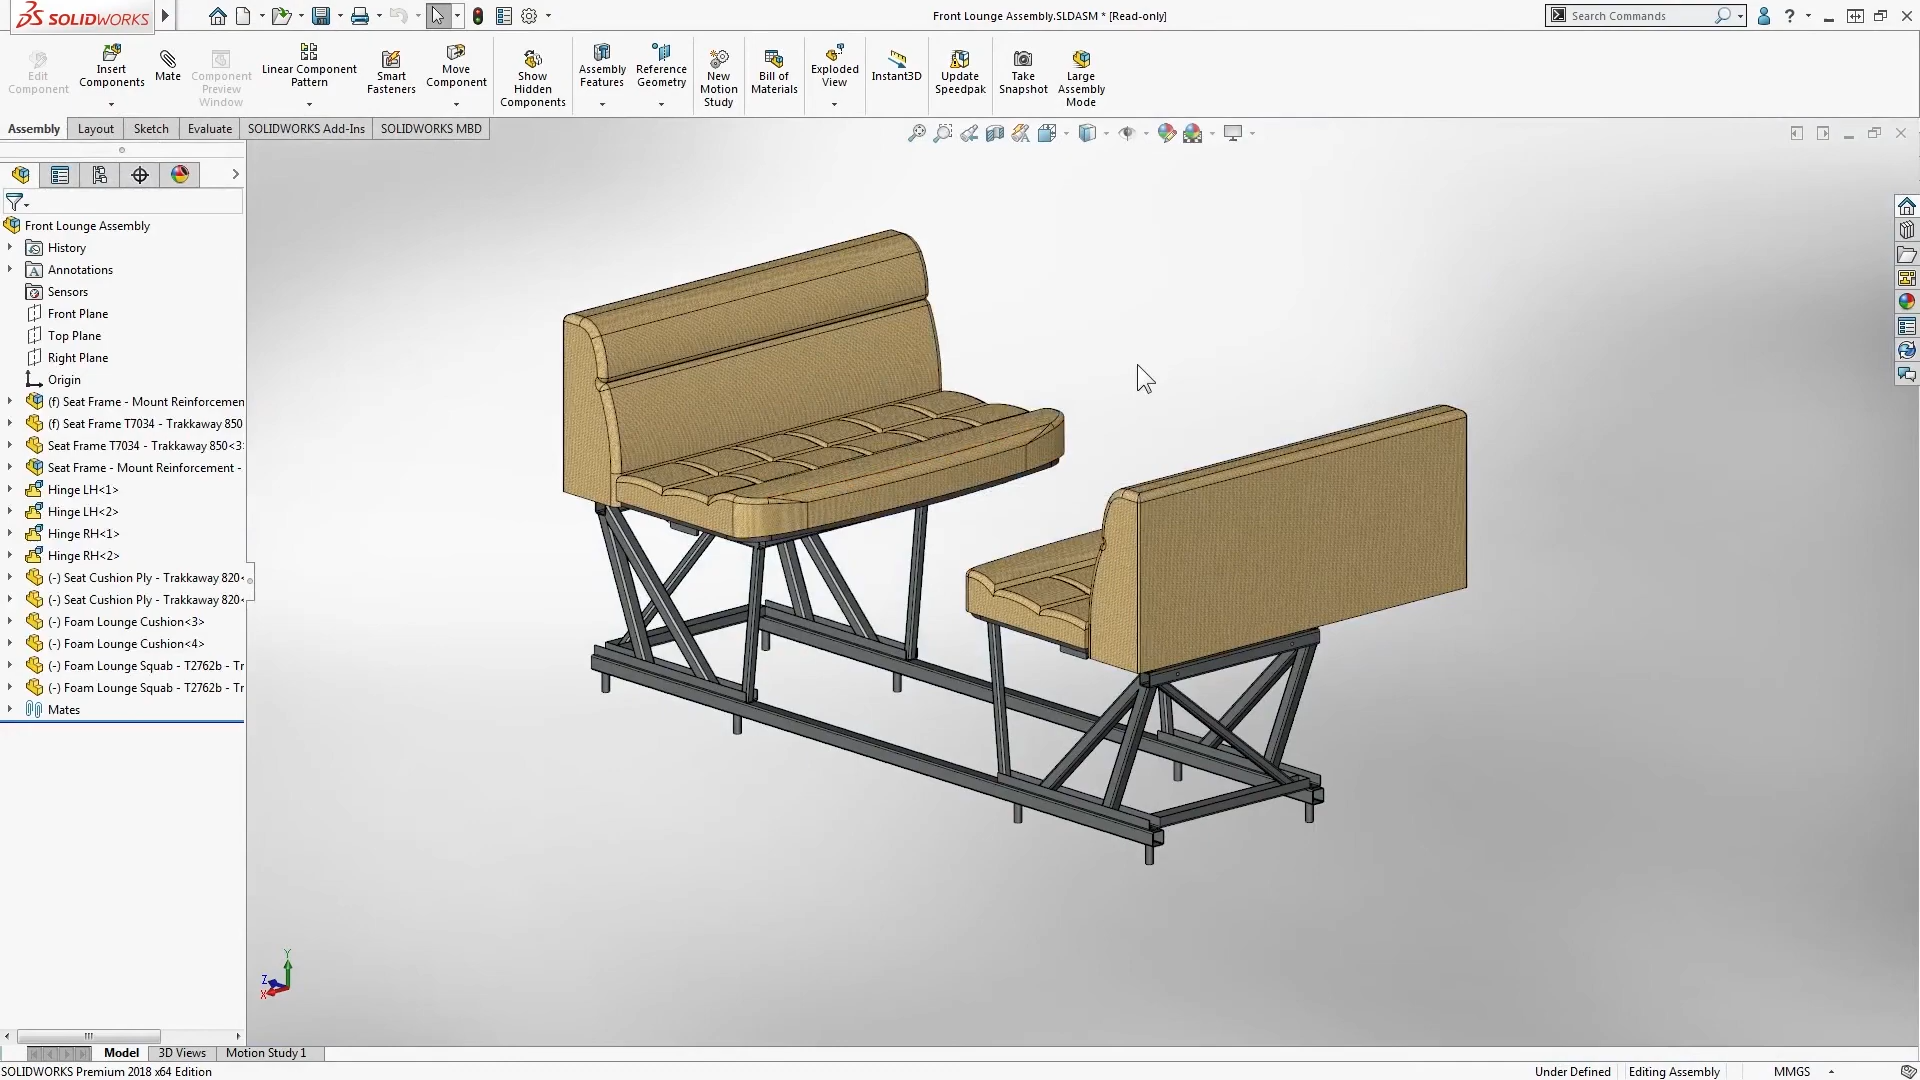 SOLIDWORKS
Front Lounge Assembly.SLDASM * [Read-only]
Search Commands
?
Edit
Component
Insert
Components
Mate
Component
Preview
Window
Linear Component
Pattern
Smart
Fasteners
Move
Component
Show
Hidden
Components
Assembly
Features
Reference
Geometry
New
Motion
Study
Bill of
Materials
Exploded
View
Instant3D
Update
Speedpak
Take
Snapshot
Large
Assembly
Mode
Assembly
Layout
Sketch
Evaluate
SOLIDWORKS Add-Ins
SOLIDWORKS MBD
Front Lounge Assembly
History
Annotations
Sensors
Front Plane
Top Plane
Right Plane
Origin
(f) Seat Frame - Mount Reinforcemen
(f) Seat Frame T7034 - Trakkaway 850
Seat Frame T7034 - Trakkaway 850<3
Seat Frame - Mount Reinforcement -
Hinge LH<1>
Hinge LH<2>
Hinge RH<1>
Hinge RH<2>
(-) Seat Cushion Ply - Trakkaway 820<
(-) Seat Cushion Ply - Trakkaway 820<
(-) Foam Lounge Cushion<3>
(-) Foam Lounge Cushion<4>
(-) Foam Lounge Squab - T2762b - Tr
(-) Foam Lounge Squab - T2762b - Tr
Mates
Y
Z
X
Model
3D Views
Motion Study 1
SOLIDWORKS Premium 2018 x64 Edition
Under Defined
Editing Assembly
MMGS